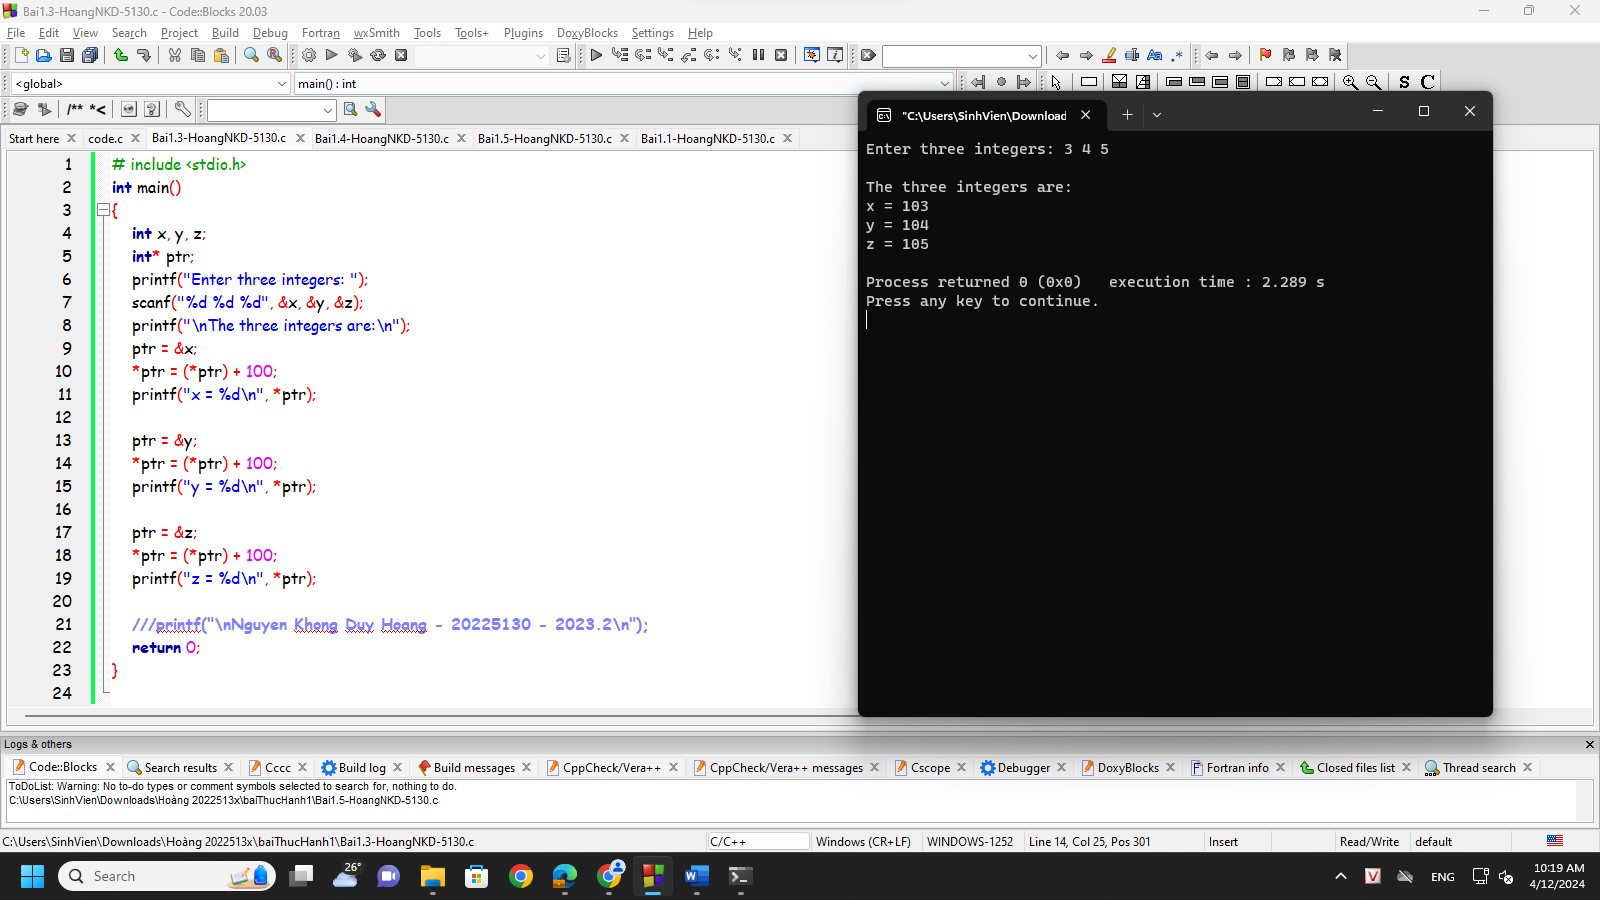 Bai1.3-HoangNKD-5130.c - Code::Blocks 20.03
File Edit View Search Project Build Debug Fortran wxSmith Tools Tools+ Plugins DoxyBlocks Settings Help
<global> main() : int
/** *<
S C
Start here code.c Bai1.3-HoangNKD-5130.c Bai1.4-HoangNKD-5130.c Bai1.5-HoangNKD-5130.c Bai1.1-HoangNKD-5130.c
1 # include <stdio.h>
2 int main()
3 {
4 int x, y, z;
5 int* ptr;
6 printf("Enter three integers: ");
7 scanf("%d %d %d", &x, &y, &z);
8 printf("\nThe three integers are:\n");
9 ptr = &x;
10 *ptr = (*ptr) + 100;
11 printf("x = %d\n", *ptr);
12
13 ptr = &y;
14 *ptr = (*ptr) + 100;
15 printf("y = %d\n", *ptr);
16
17 ptr = &z;
18 *ptr = (*ptr) + 100;
19 printf("z = %d\n", *ptr);
20
21 ///printf("\nNguyen Khong Duy Hoang - 20225130 - 2023.2\n");
22 return 0;
23 }
24
"C:\Users\SinhVien\Download
Enter three integers: 3 4 5
The three integers are:
x = 103
y = 104
z = 105
Process returned 0 (0x0) execution time : 2.289 s
Press any key to continue.
Logs & others
Code::Blocks Search results Cccc Build log Build messages CppCheck/Vera++ CppCheck/Vera++ messages Cscope Debugger DoxyBlocks Fortran info Closed files list Thread search
ToDoList: Warning: No to-do types or comment symbols selected to search for, nothing to do.
C:\Users\SinhVien\Downloads\Hoàng 2022513x\baiThucHanh1\Bai1.5-HoangNKD-5130.c
C:\Users\SinhVien\Downloads\Hoàng 2022513x\baiThucHanh1\Bai1.3-HoangNKD-5130.c C/C++ Windows (CR+LF) WINDOWS-1252 Line 14, Col 25, Pos 301 Insert Read/Write default
Search 26° ENG 10:19 AM
4/12/2024